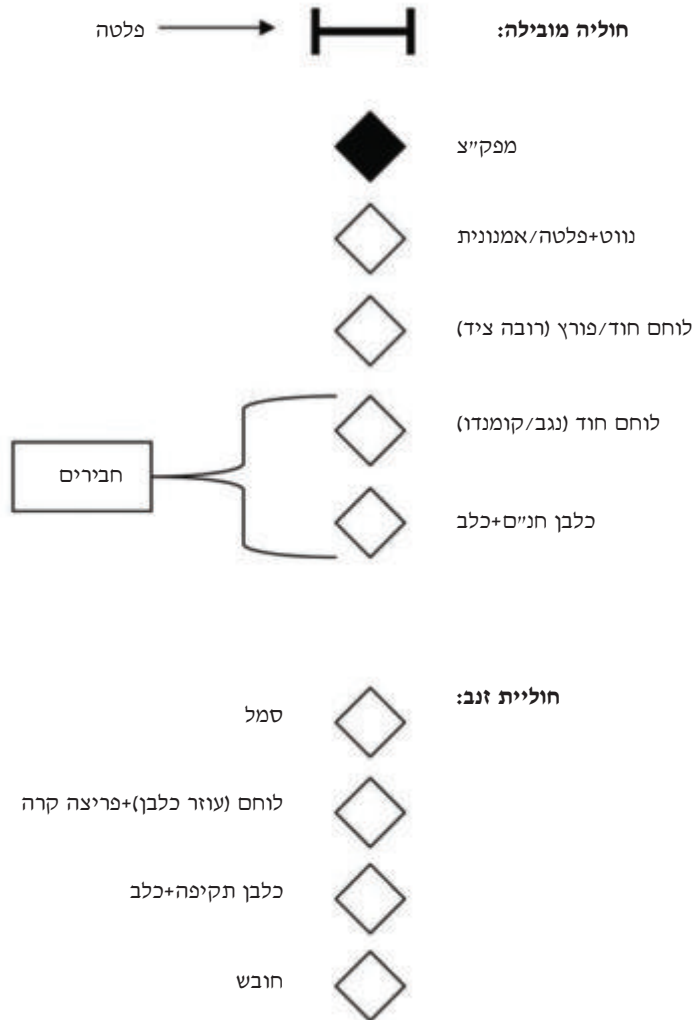 חוליה מובילה:
פלטה
מפק״צ
נווט+פלטה/אמנונית
לוחם חוד/פורץ (רובה ציד)
לוחם חוד (נגב/קומנדו)
חבירים
כלבן חנ״ם+כלב
חוליית זנב:
סמל
לוחם (עוזר כלבן)+פריצה קרה
כלבן תקיפה+כלב
חובש